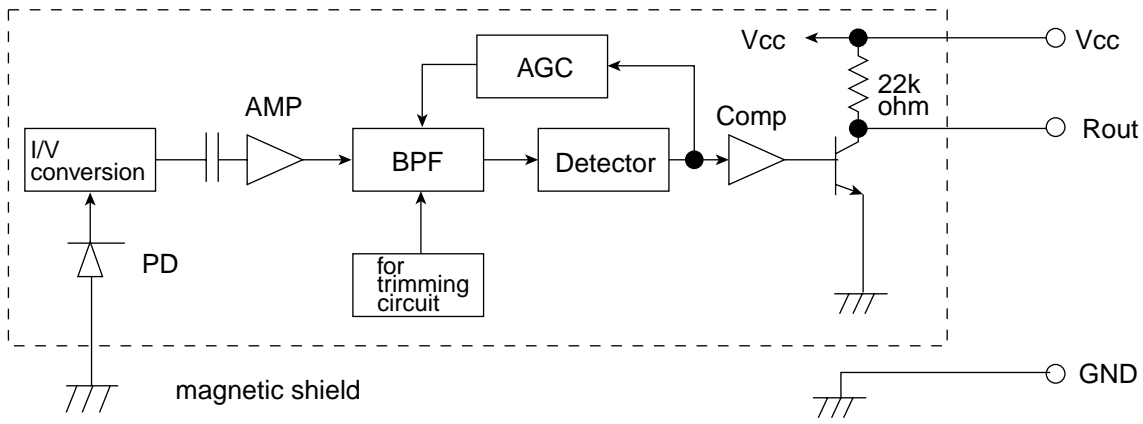 Vcc
Vcc
AGC
22k
ohm
AMP
Comp
Rout
I/V
conversion
BPF
Detector
PD
for
trimming
circuit
magnetic shield
GND